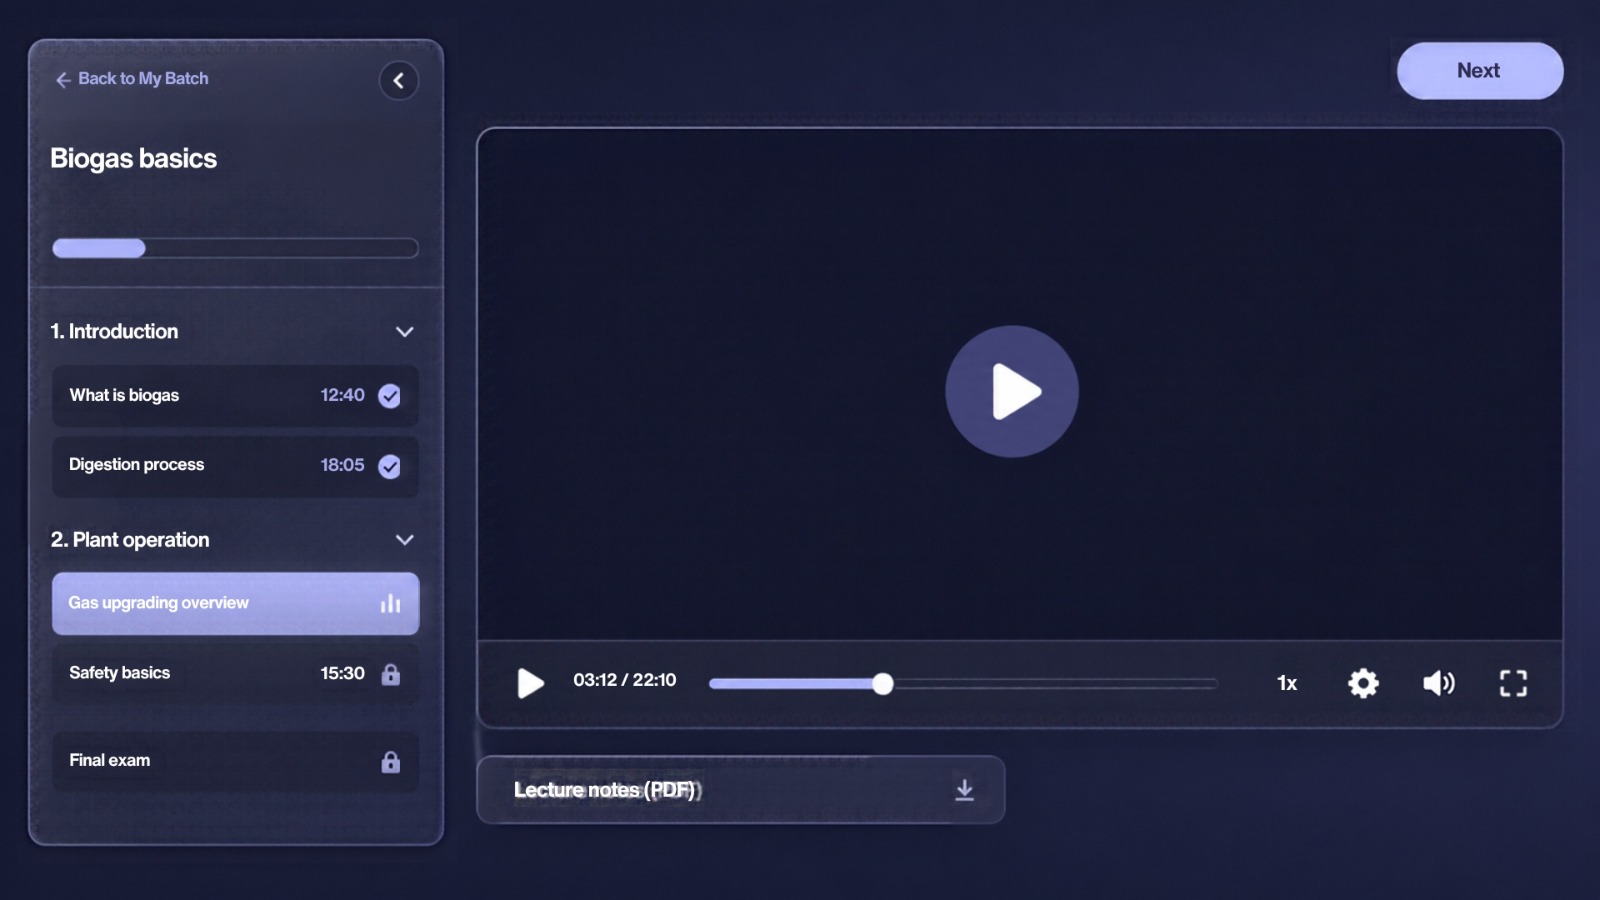 Back to My Batch
Next
Biogas basics
1. Introduction
What is biogas 12:40
Digestion process 18:05
2. Plant operation
Gas upgrading overview
Safety basics 15:30
Final exam
03:12 / 22:10
1x
Lecture notes (PDF)